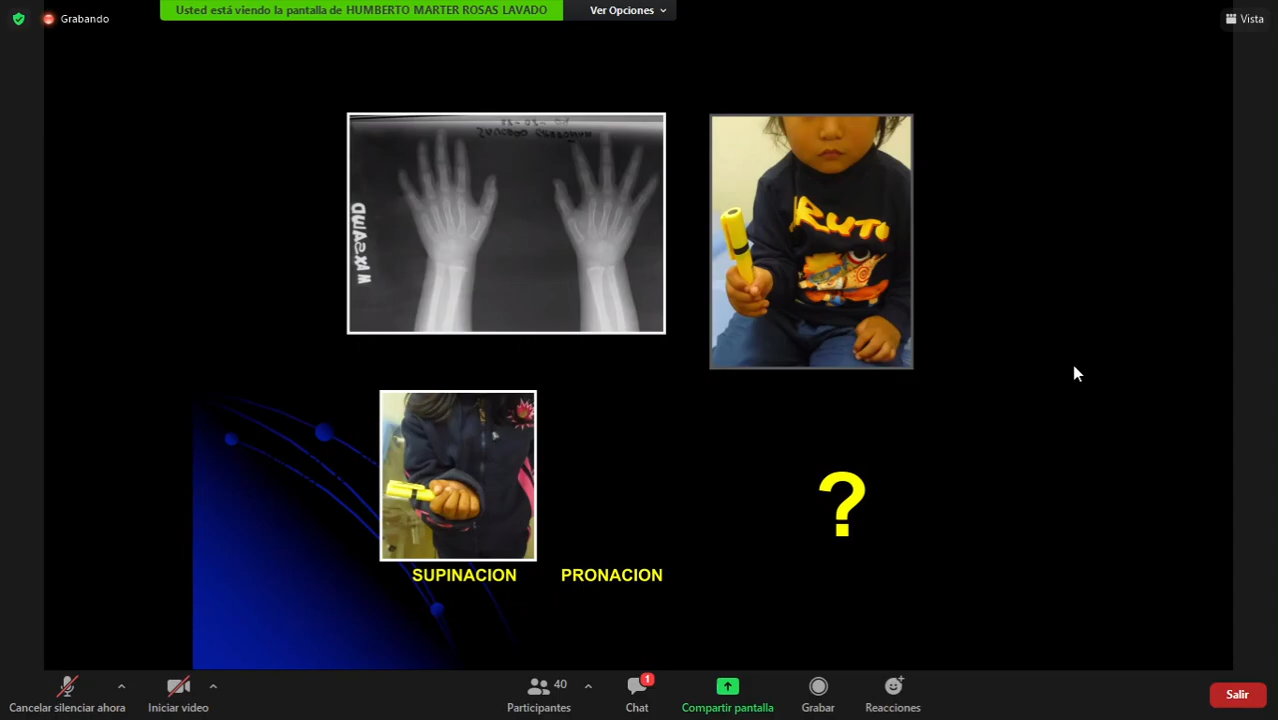 Grabando
Usted está viendo la pantalla de HUMBERTO MARTER ROSAS LAVADO
Ver Opciones
Vista
RUTO
SUPINACION
PRONACION
?
Cancelar silenciar ahora
Iniciar video
40
Participantes
1
Chat
Compartir pantalla
Grabar
Reacciones
Salir